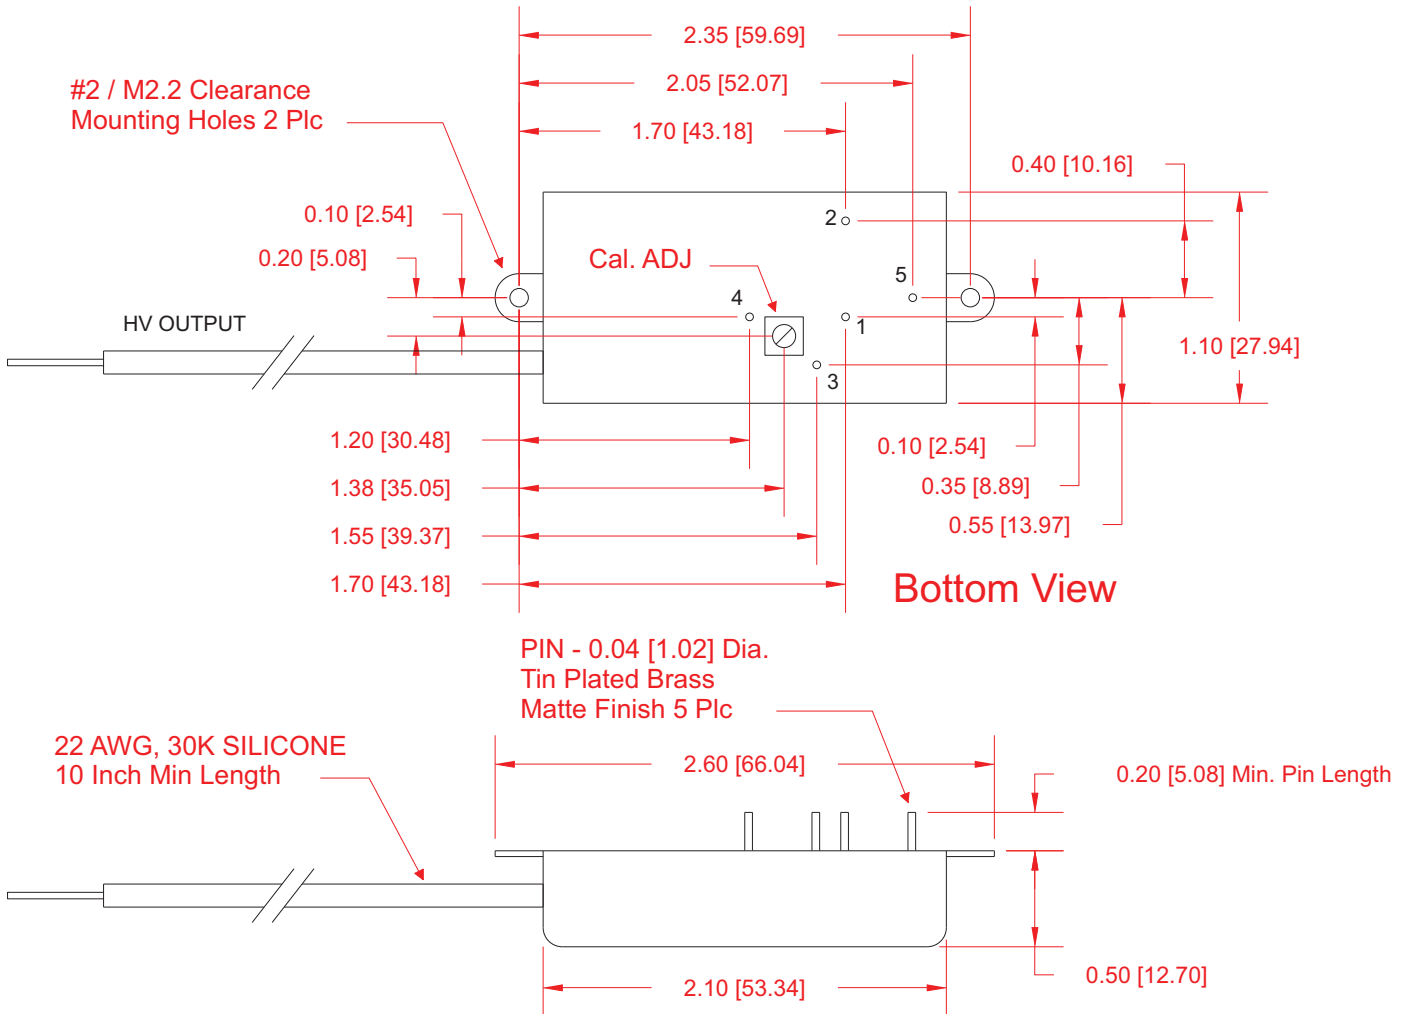 2.35 [59.69]
#2 / M2.2 Clearance
Mounting Holes 2 Plc
2.05 [52.07]
1.70 [43.18]
0.40 [10.16]
0.10 [2.54]
2
0.20 [5.08]
Cal. ADJ
5
4
HV OUTPUT
1
1.10 [27.94]
3
1.20 [30.48]
0.10 [2.54]
1.38 [35.05]
0.35 [8.89]
0.55 [13.97]
1.55 [39.37]
1.70 [43.18]
Bottom View
PIN - 0.04 [1.02] Dia.
Tin Plated Brass
Matte Finish 5 Plc
22 AWG, 30K SILICONE
10 Inch Min Length
2.60 [66.04]
0.20 [5.08] Min. Pin Length
0.50 [12.70]
2.10 [53.34]